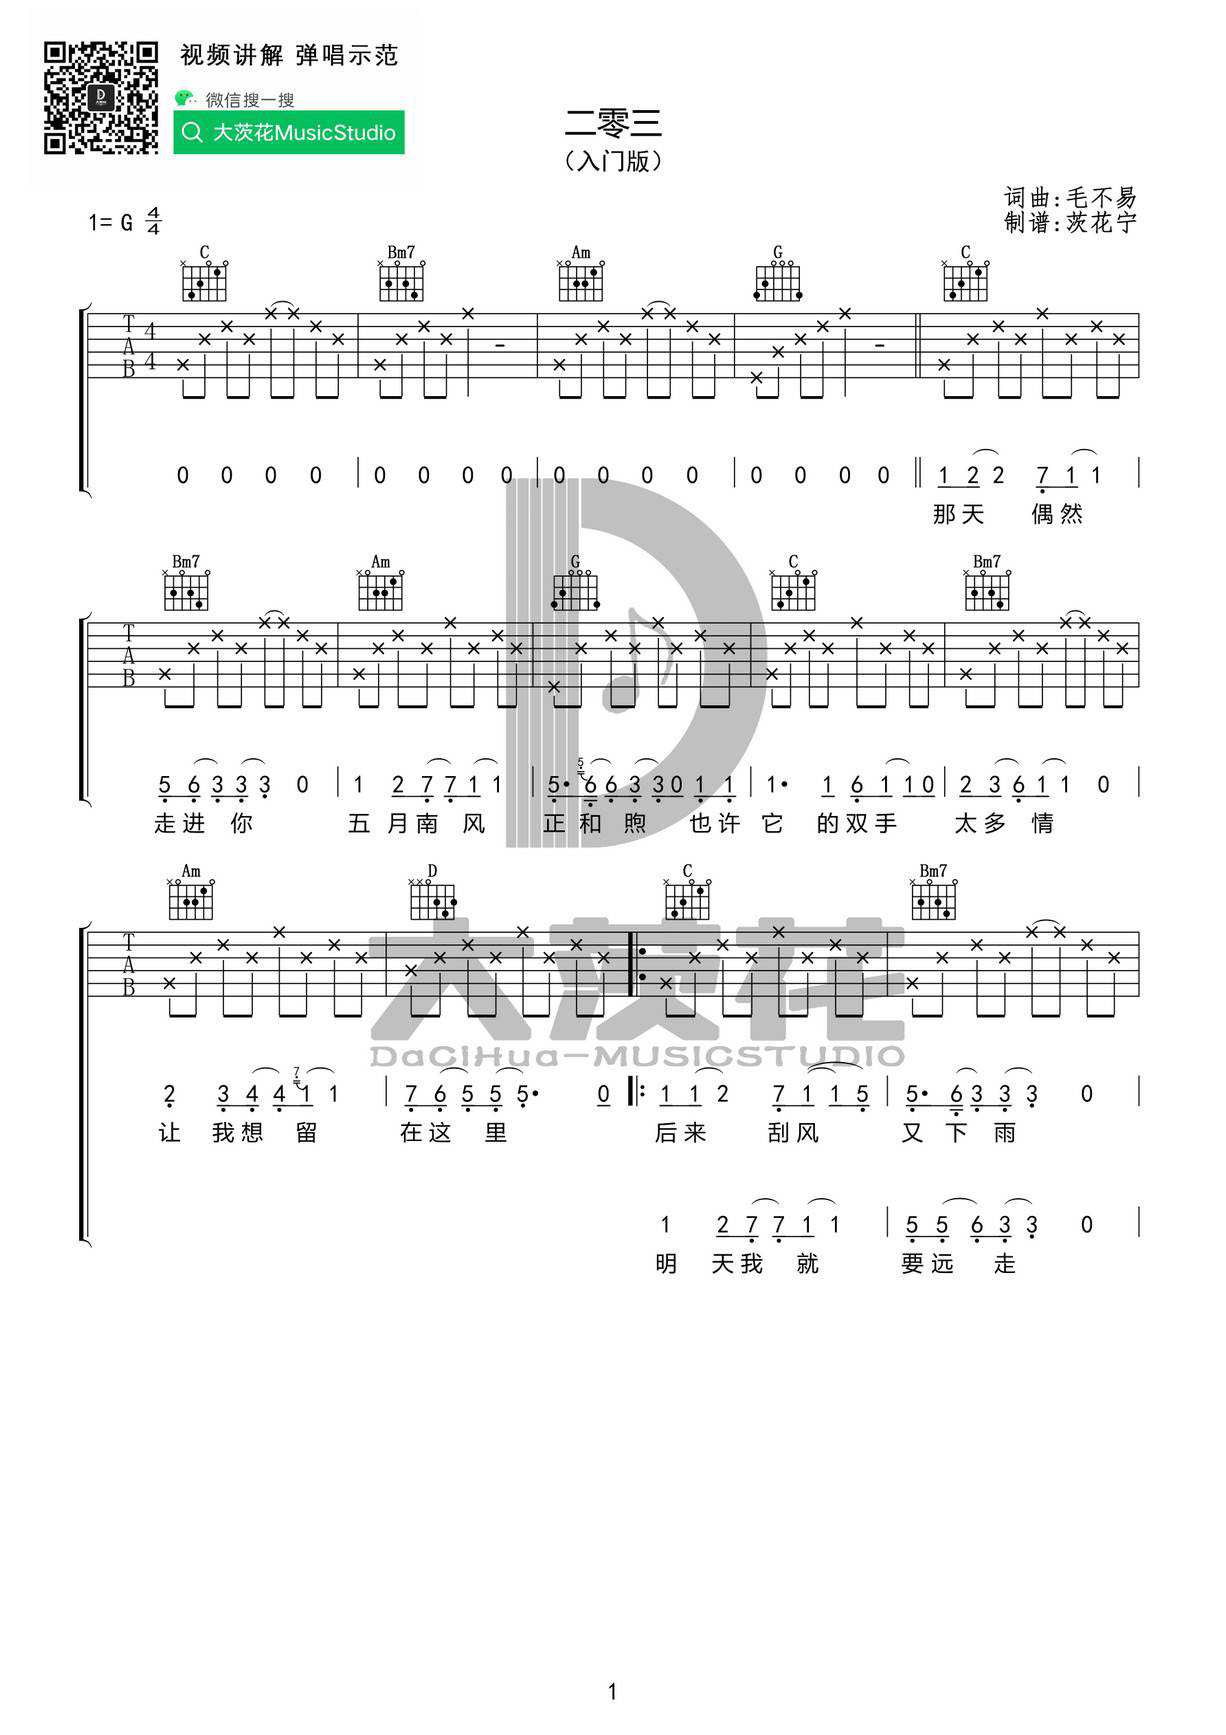 视频讲解 弹唱示范
微信搜一搜
大茨花MusicStudio
二零三
（入门版）
词曲:毛不易
制谱:茨花宁
1= G 4/4
C Bm7 Am G C
T A B 4 4
0 0 0 0 | 0 0 0 0 | 0 0 0 0 | 0 0 0 0 || 1 2 2 7 1 1 |
那天 偶然
Bm7 Am G C Bm7
T A B
5 6 3 3 3 0 | 1 2 7 7 1 1 | 5· 5 6 6 3 3 0 1 1 | 1· 1 6 1 1 0 | 2 3 6 1 1 0 |
走进 你 五 月南 风 正 和 煦 也许 它 的双手 太多 情
Am D C Bm7
T A B
2 3 4 4 7 1 1 | 7 6 5 5 5· 0 |: 1 1 2 7 1 1 5 | 5· 6 3 3 3 0 |
让 我想 留 在这 里 后来 刮风 又 下 雨
1 2 7 7 1 1 | 5 5 6 3 3 0 |
明 天我 就 要远 走
大茨花
DaCiHua-MUSICSTUDIO
1